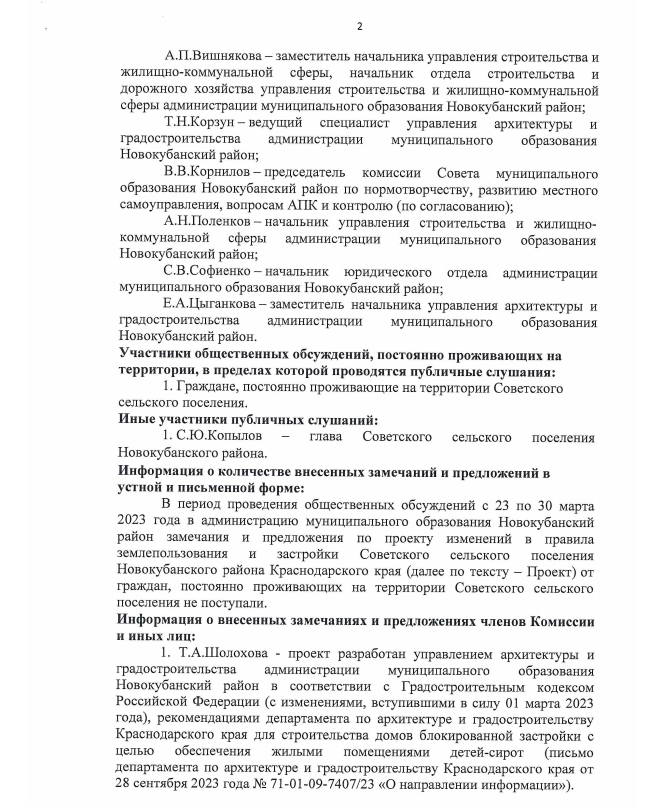 2
А.П.Вишнякова – заместитель начальника управления строительства и
жилищно-коммунальной сферы, начальник отдела строительства и
дорожного хозяйства управления строительства и жилищно-коммунальной
сферы администрации муниципального образования Новокубанский район;
Т.Н.Корзун – ведущий специалист управления архитектуры и
градостроительства администрации муниципального образования
Новокубанский район;
В.В.Корнилов – председатель комиссии Совета муниципального
образования Новокубанский район по нормотворчеству, развитию местного
самоуправления, вопросам АПК и контролю (по согласованию);
А.Н.Поленков – начальник управления строительства и жилищно-
коммунальной сферы администрации муниципального образования
Новокубанский район;
С.В.Софиенко – начальник юридического отдела администрации
муниципального образования Новокубанский район;
Е.А.Цыганкова – заместитель начальника управления архитектуры и
градостроительства администрации муниципального образования
Новокубанский район.
Участники общественных обсуждений, постоянно проживающих на
территории, в пределах которой проводятся публичные слушания:
1. Граждане, постоянно проживающие на территории Советского
сельского поселения.
Иные участники публичных слушаний:
1. С.Ю.Копылов – глава Советского сельского поселения
Новокубанского района.
Информация о количестве внесенных замечаний и предложений в
устной и письменной форме:
В период проведения общественных обсуждений с 23 по 30 марта
2023 года в администрацию муниципального образования Новокубанский
район замечания и предложения по проекту изменений в правила
землепользования и застройки Советского сельского поселения
Новокубанского района Краснодарского края (далее по тексту – Проект) от
граждан, постоянно проживающих на территории Советского сельского
поселения не поступали.
Информация о внесенных замечаниях и предложениях членов Комиссии
и иных лиц:
1. Т.А.Шолохова - проект разработан управлением архитектуры и
градостроительства администрации муниципального образования
Новокубанский район в соответствии с Градостроительным кодексом
Российской Федерации (с изменениями, вступившими в силу 01 марта 2023
года), рекомендациями департамента по архитектуре и градостроительству
Краснодарского края для строительства домов блокированной застройки с
целью обеспечения жилыми помещениями детей-сирот (письмо
департамента по архитектуре и градостроительству Краснодарского края от
28 сентября 2023 года № 71-01-09-7407/23 «О направлении информации»).